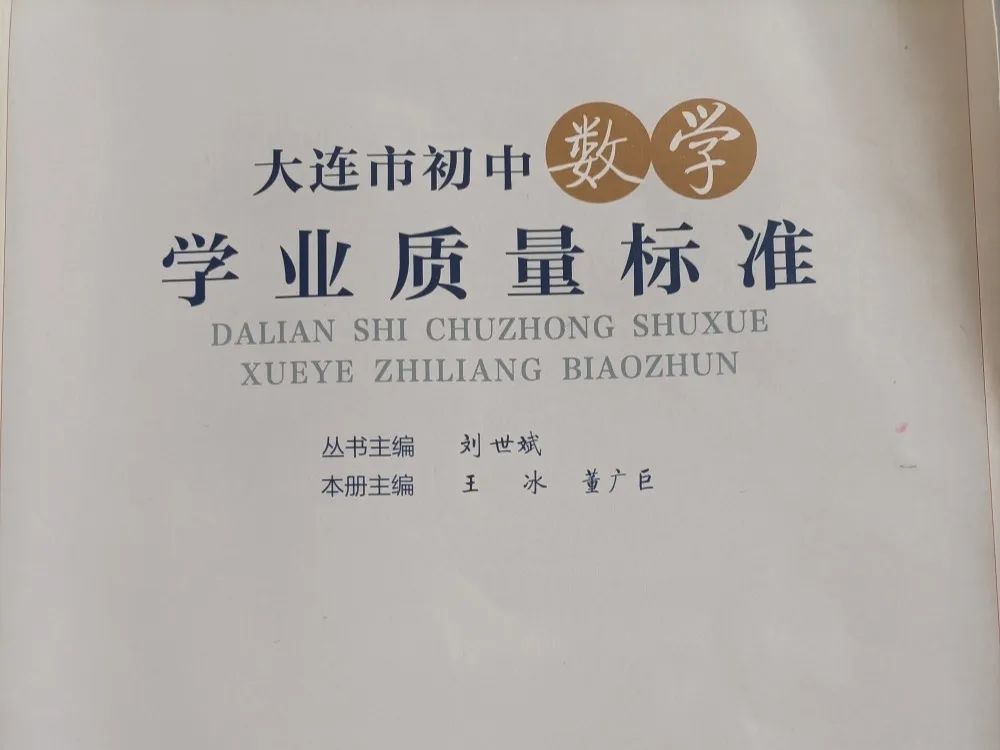 大连市初中数学
学业质量标准
DALIAN SHI CHUZHONG SHUXUE
XUEYE ZHILIANG BIAOZHUN
丛书主编 刘世斌
本册主编 王 冰 董广巨